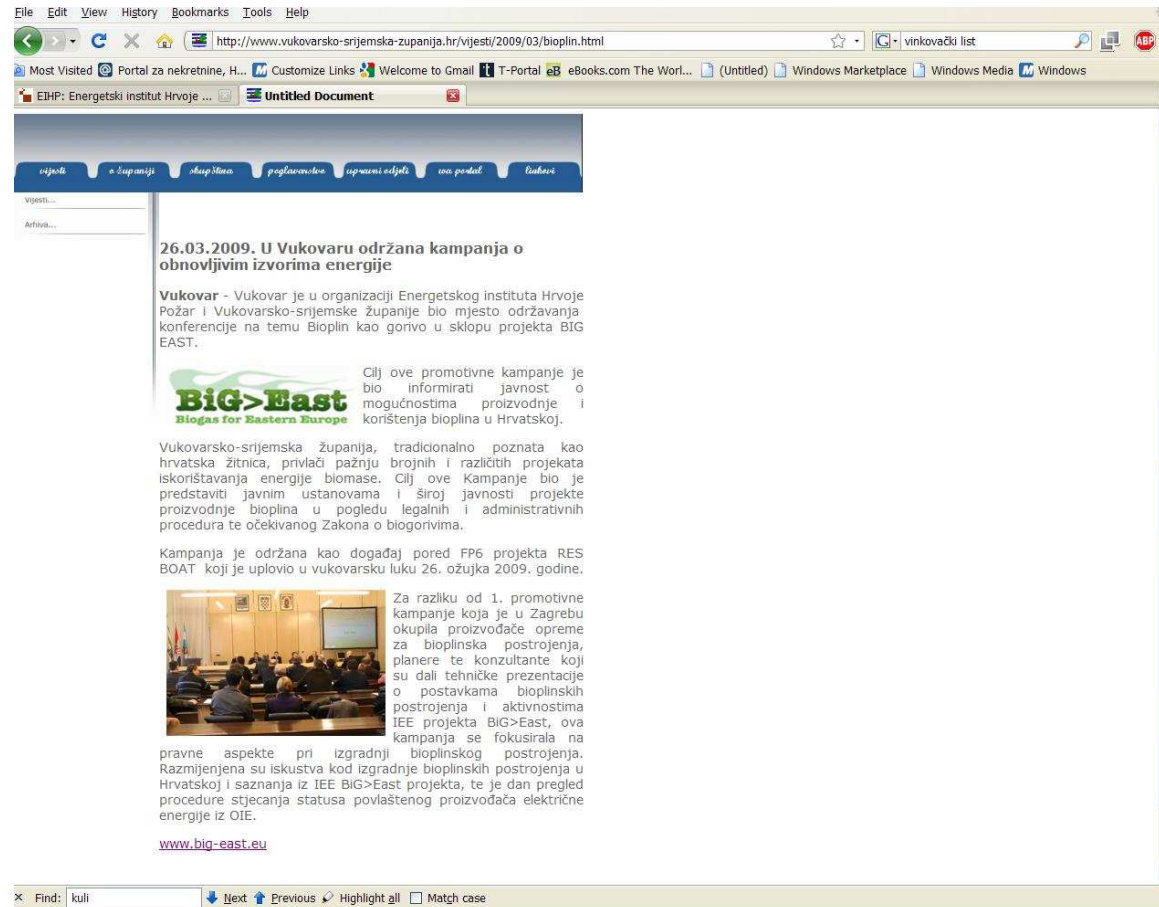 File Edit View History Bookmarks Tools Help
http://www.vukovarsko-srijemska-zupanija.hr/vijesti/2009/03/bioplin.html vinkovački list ABP
Most Visited Portal za nekretnine, H... Customize Links Welcome to Gmail T-Portal eBooks.com The Worl... (Untitled) Windows Marketplace Windows Media Windows
EIHP: Energetski institut Hrvoje ... Untitled Document
vijesti o županiji skupština poglavarstvo upravni odjeli wa portal linkovi
Vijesti...
Arhiva...
26.03.2009. U Vukovaru održana kampanja o
obnovljivim izvorima energije
Vukovar - Vukovar je u organizaciji Energetskog instituta Hrvoje
Požar i Vukovarsko-srijemske županije bio mjesto održavanja
konferencije na temu Bioplin kao gorivo u sklopu projekta BIG
EAST.
BiG>East
Biogas for Eastern Europe
Cilj ove promotivne kampanje je
bio informirati javnost o
mogućnostima proizvodnje i
korištenja bioplina u Hrvatskoj.
Vukovarsko-srijemska županija, tradicionalno poznata kao
hrvatska žitnica, privlači pažnju brojnih i različitih projekata
iskorištavanja energije biomase. Cilj ove Kampanje bio je
predstaviti javnim ustanovama i široj javnosti projekte
proizvodnje bioplina u pogledu legalnih i administrativnih
procedura te očekivanog Zakona o biogorivima.
Kampanja je održana kao događaj pored FP6 projekta RES
BOAT koji je uplovio u vukovarsku luku 26. ožujka 2009. godine.
Za razliku od 1. promotivne
kampanje koja je u Zagrebu
okupila proizvođače opreme
za bioplinska postrojenja,
planere te konzultante koji
su dali tehničke prezentacije
o postavkama bioplinskih
postrojenja i aktivnostima
IEE projekta BiG>East, ova
kampanja se fokusirala na
pravne aspekte pri izgradnji bioplinskog postrojenja.
Razmijenjena su iskustva kod izgradnje bioplinskih postrojenja u
Hrvatskoj i saznanja iz IEE BiG>East projekta, te je dan pregled
procedure stjecanja statusa povlaštenog proizvođača električne
energije iz OIE.
www.big-east.eu
Find: kuli Next Previous Highlight all Match case